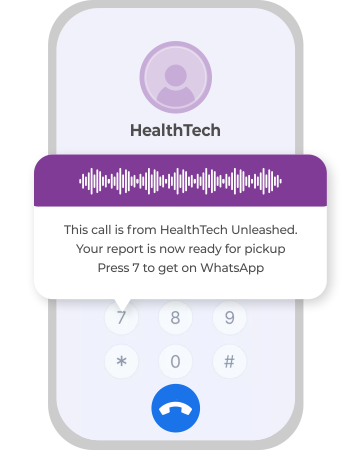 HealthTech
This call is from HealthTech Unleashed.
Your report is now ready for pickup
Press 7 to get on WhatsApp
7 8 9
* 0 #